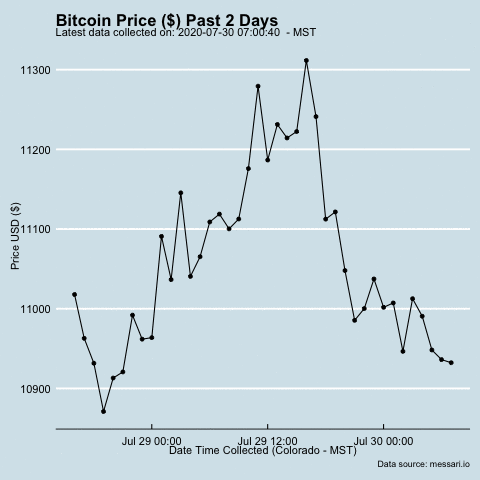 Bitcoin Price ($) Past 2 Days
Latest data collected on: 2020-07-30 07:00:40  - MST
11300
11200
11100
11000
10900
Price USD ($)
Jul 29 00:00
Jul 29 12:00
Jul 30 00:00
Date Time Collected (Colorado - MST)
Data source: messari.io